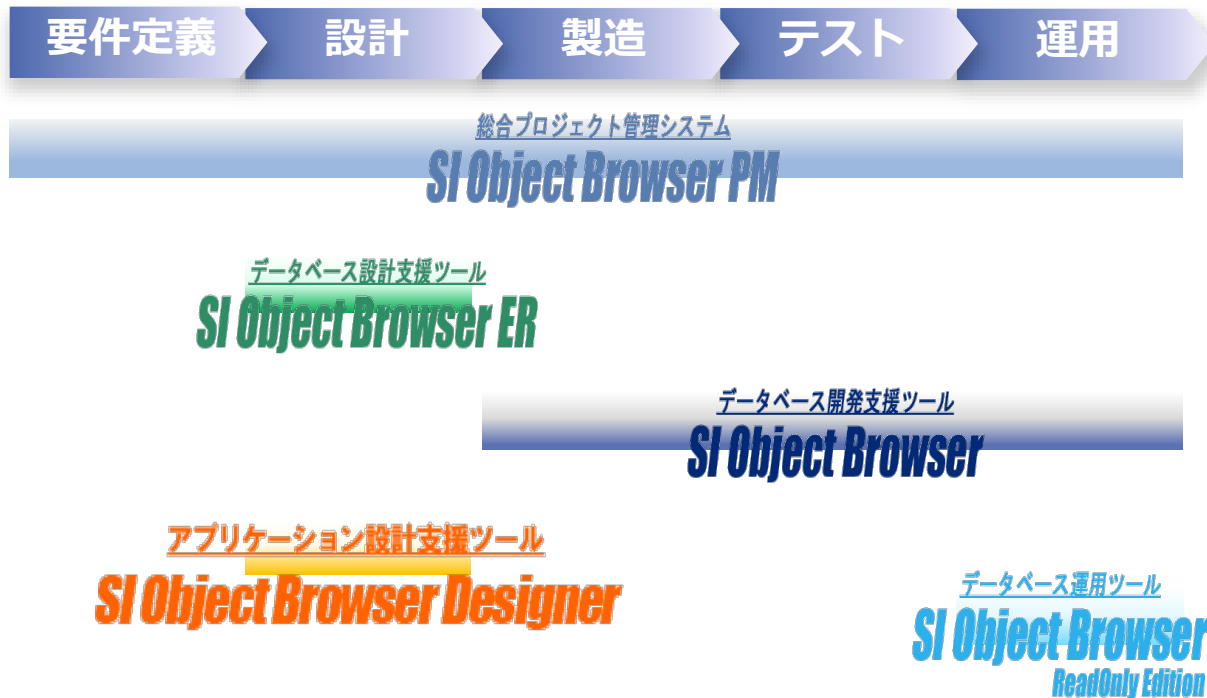 要件定義
設計
製造
テスト
運用
総合プロジェクト管理システム
SI Object Browser PM
データベース設計支援ツール
SI Object Browser ER
データベース開発支援ツール
SI Object Browser
アプリケーション設計支援ツール
SI Object Browser Designer
データベース運用ツール
SI Object Browser
ReadOnly Edition